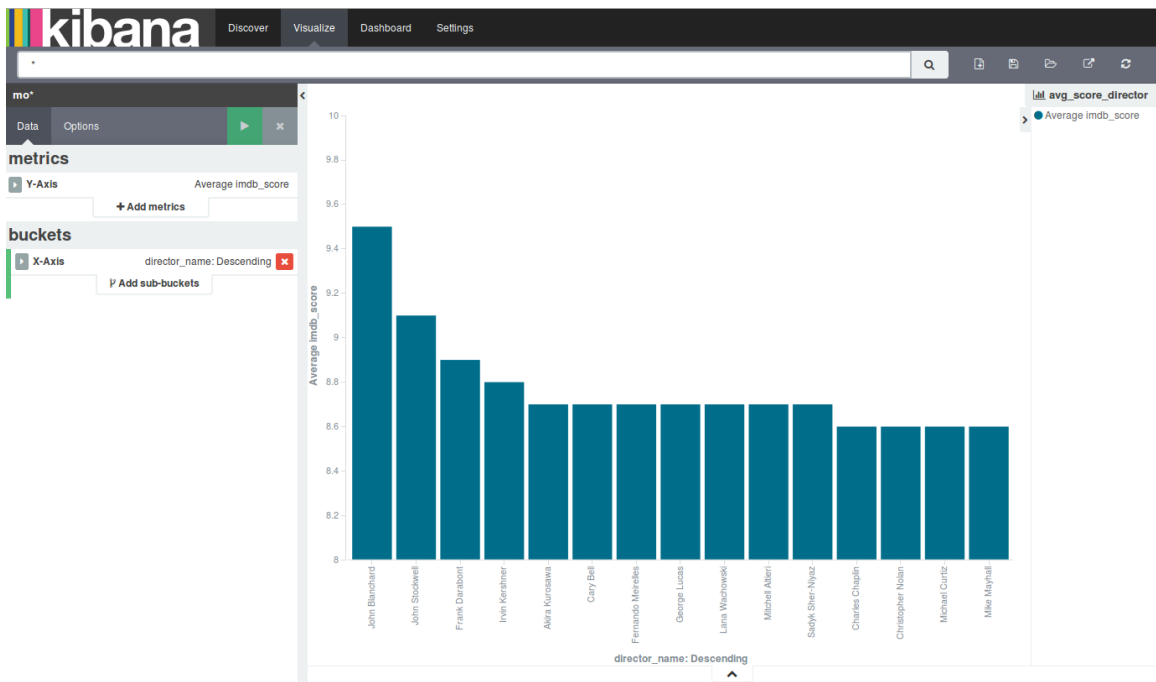 kibana Discover Visualize Dashboard Settings
*
mo*
Data Options
metrics
Y-Axis Average imdb_score
+ Add metrics
buckets
X-Axis director_name: Descending
Add sub-buckets
10
9.8
9.6
9.4
9.2
9
8.8
8.6
8.4
8.2
8
Average imdb_score
John Blanchard
John Stockwell
Frank Darabont
Irvin Kershner
Akira Kurosawa
Cary Bell
Fernando Meirelles
George Lucas
Lana Wachowski
Mitchell Altieri
Sadyk Sher-Niyaz
Charles Chaplin
Christopher Nolan
Michael Curtiz
Mike Mayhall
director_name: Descending
avg_score_director
Average imdb_score